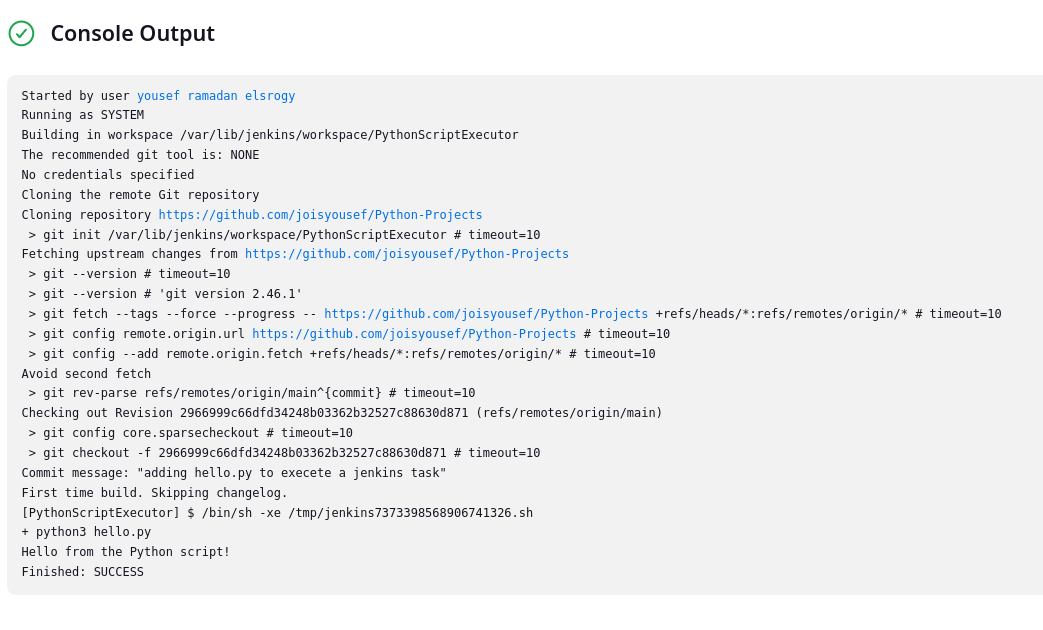 Console Output
Started by user yousef ramadan elsrogy
Running as SYSTEM
Building in workspace /var/lib/jenkins/workspace/PythonScriptExecutor
The recommended git tool is: NONE
No credentials specified
Cloning the remote Git repository
Cloning repository https://github.com/joisyousef/Python-Projects
 > git init /var/lib/jenkins/workspace/PythonScriptExecutor # timeout=10
Fetching upstream changes from https://github.com/joisyousef/Python-Projects
 > git --version # timeout=10
 > git --version # 'git version 2.46.1'
 > git fetch --tags --force --progress -- https://github.com/joisyousef/Python-Projects +refs/heads/*:refs/remotes/origin/* # timeout=10
 > git config remote.origin.url https://github.com/joisyousef/Python-Projects # timeout=10
 > git config --add remote.origin.fetch +refs/heads/*:refs/remotes/origin/* # timeout=10
Avoid second fetch
 > git rev-parse refs/remotes/origin/main^{commit} # timeout=10
Checking out Revision 2966999c66dfd34248b03362b32527c88630d871 (refs/remotes/origin/main)
 > git config core.sparsecheckout # timeout=10
 > git checkout -f 2966999c66dfd34248b03362b32527c88630d871 # timeout=10
Commit message: "adding hello.py to execete a jenkins task"
First time build. Skipping changelog.
[PythonScriptExecutor] $ /bin/sh -xe /tmp/jenkins7373398568906741326.sh
+ python3 hello.py
Hello from the Python script!
Finished: SUCCESS